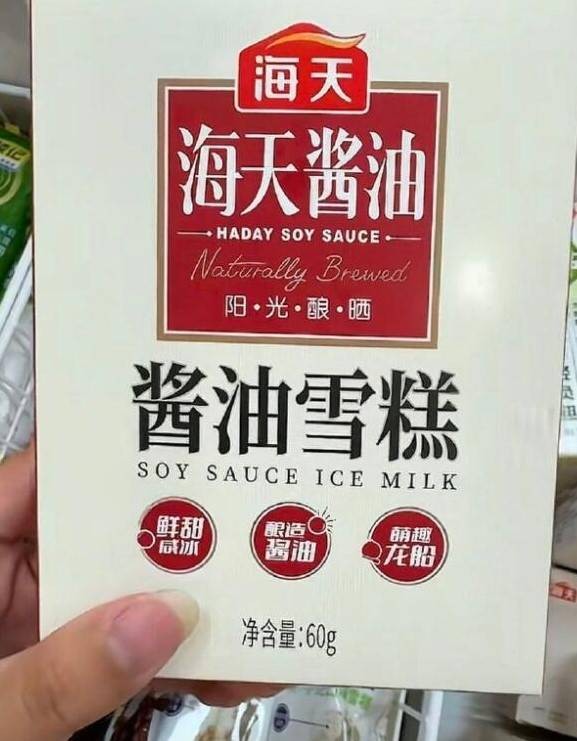 海天
海天酱油
HADAY SOY SAUCE
Naturally Brewed
阳·光·酿·晒
酱油雪糕
SOY SAUCE ICE MILK
鲜甜
咸冰
酿造
酱油
萌趣
龙船
净含量:60g
海天